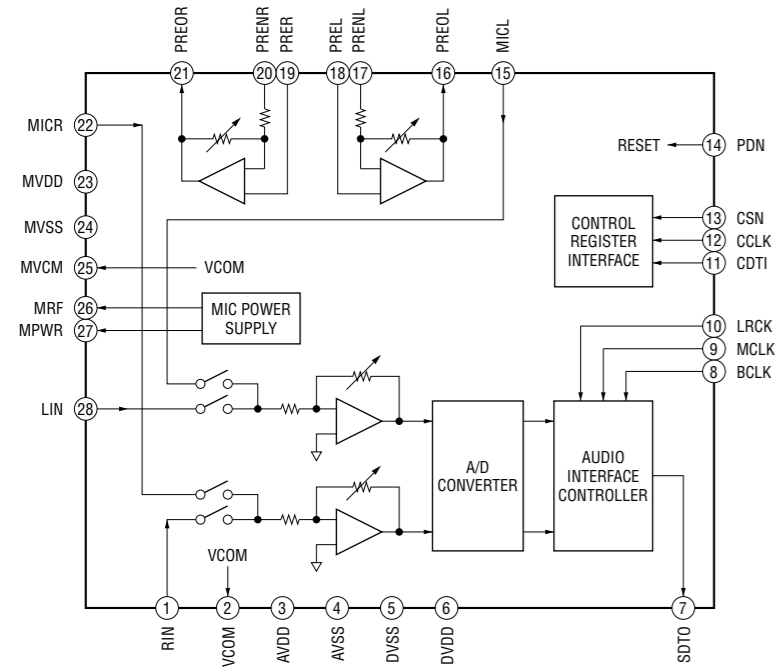 PREOR
PRENR
PRER
PREL
PRENL
PREOL
MICL
21
20
19
18
17
16
15
MICR 22
MVDD 23
MVSS 24
MVCM 25
VCOM
MRF 26
MPWR 27
MIC POWER
SUPPLY
LIN 28
RESET
14 PDN
CONTROL
REGISTER
INTERFACE
13 CSN
12 CCLK
11 CDTI
10 LRCK
9 MCLK
8 BCLK
A/D
CONVERTER
AUDIO
INTERFACE
CONTROLLER
VCOM
1
2
3
4
5
6
7
RIN
VCOM
AVDD
AVSS
DVSS
DVDD
SDTO